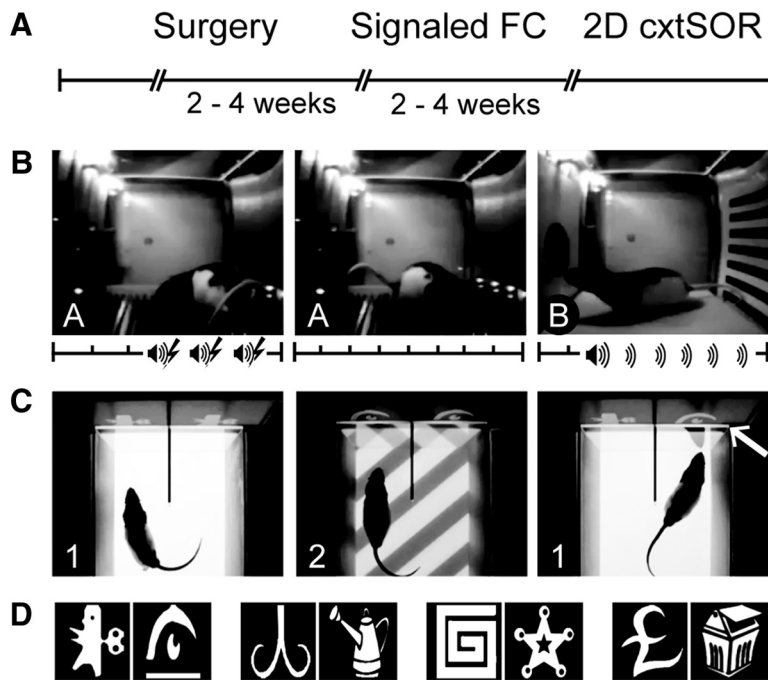 A
Surgery Signaled FC 2D cxtSOR
2 - 4 weeks 2 - 4 weeks
B
A A B
C
1 2 1
D
£